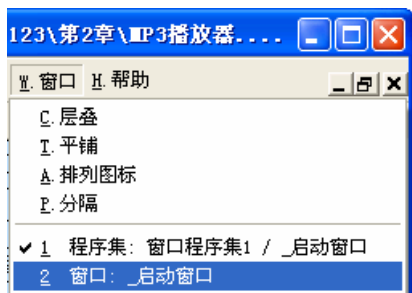 123\第2章\MP3播放器....
W.窗口 H.帮助
C.层叠
T.平铺
A.排列图标
P.分隔
✓ 1 程序集: 窗口程序集1 / _启动窗口
2 窗口: _启动窗口